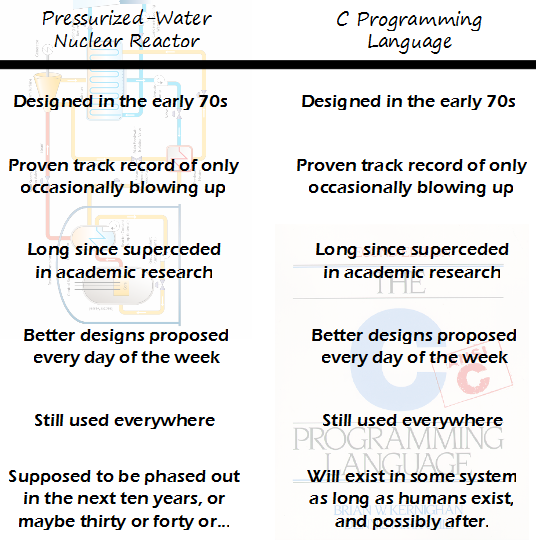 Pressurized-Water
Nuclear Reactor
C Programming
Language
Designed in the early 70s
Designed in the early 70s
Proven track record of only
occasionally blowing up
Proven track record of only
occasionally blowing up
Long since superceded
in academic research
Long since superceded
in academic research
THE
C
Better designs proposed
every day of the week
Better designs proposed
every day of the week
Still used everywhere
Still used everywhere
PROGRAMMING
LANGUAGE
Supposed to be phased out
in the next ten years, or
maybe thirty or forty or...
Will exist in some system
as long as humans exist,
and possibly after.
BRIAN W. KERNIGHAN